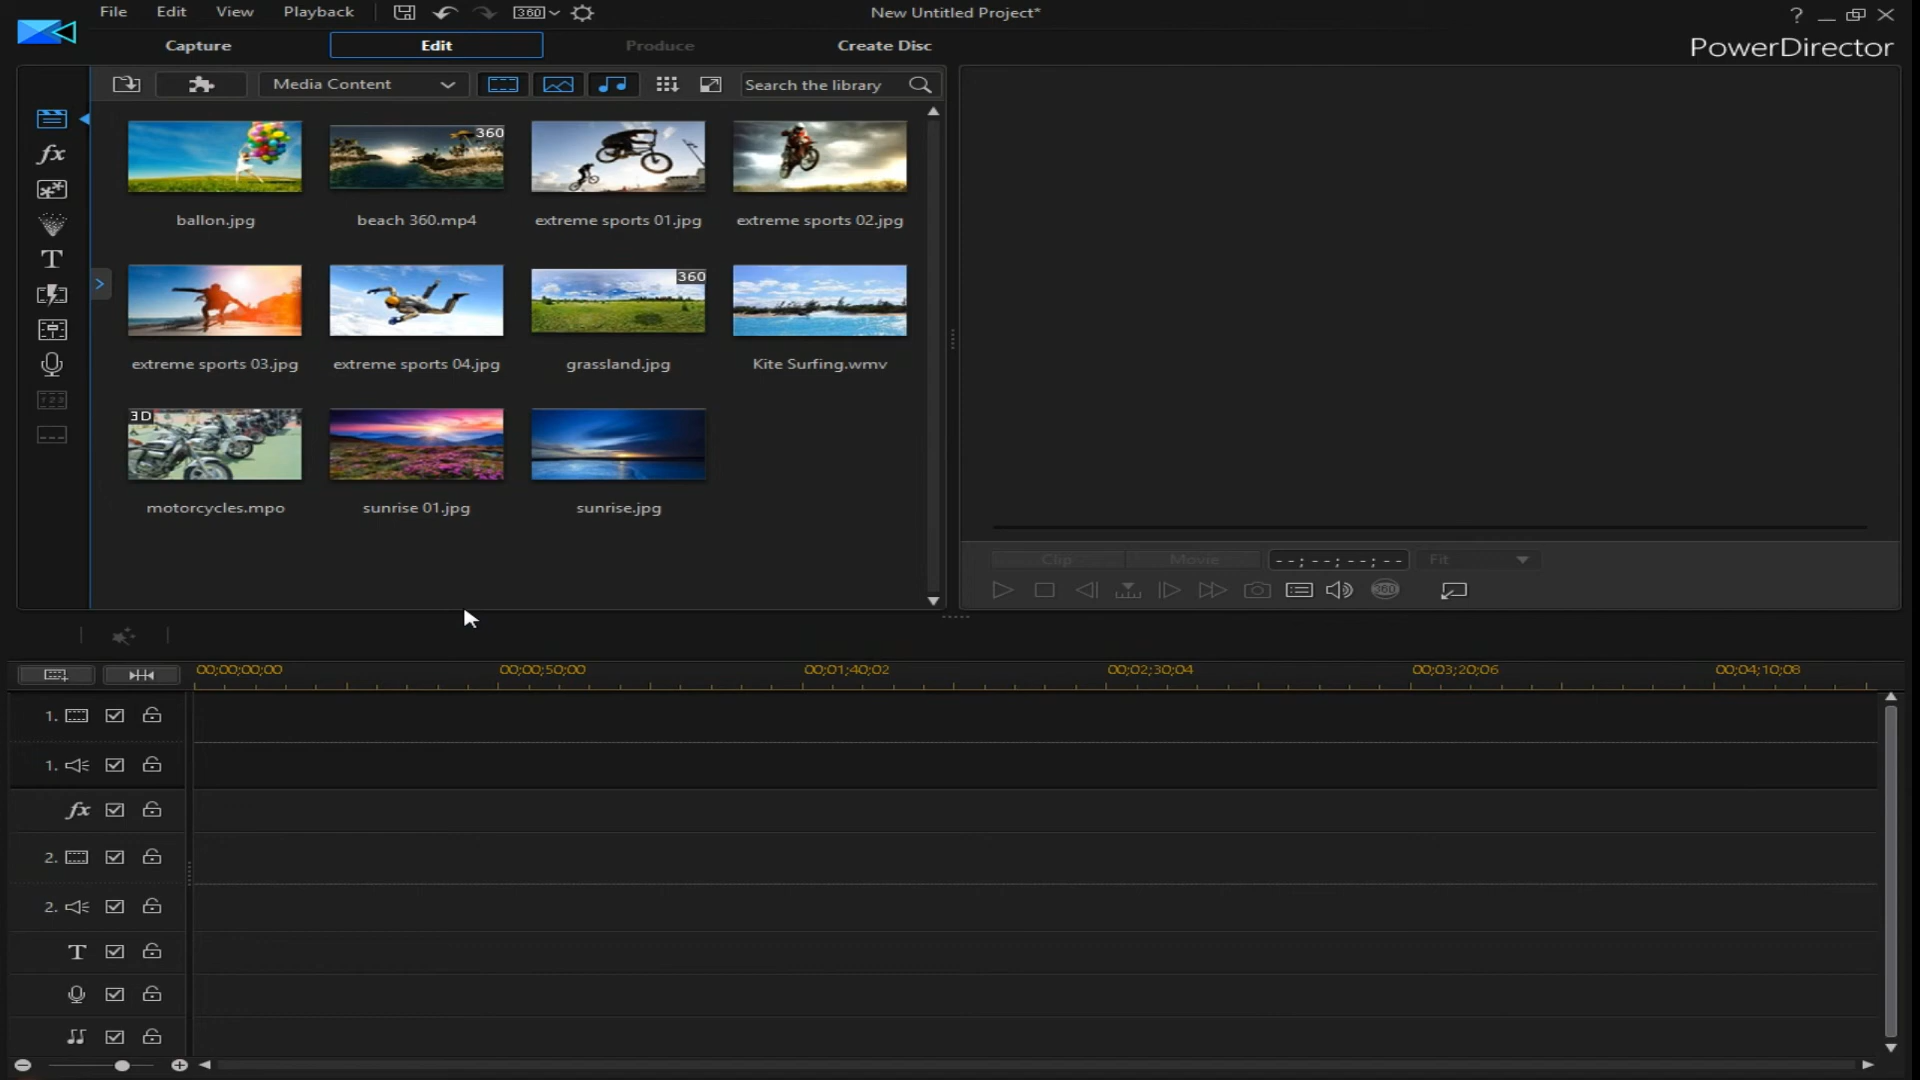 File Edit View Playback 360 New Untitled Project* ?
Capture Edit Produce Create Disc PowerDirector
Media Content Search the library
fx
T
360
ballon.jpg beach 360.mp4 extreme sports 01.jpg extreme sports 02.jpg
360
extreme sports 03.jpg extreme sports 04.jpg grassland.jpg Kite Surfing.wmv
3D
motorcycles.mpo sunrise 01.jpg sunrise.jpg
Clip Movie --;--;--;-- Fit
360
00;00;00;00 00;00;50;00 00;01;40;02 00;02;30;04 00;03;20;06 00;04;10;08
1.
1.
fx
2.
2.
T